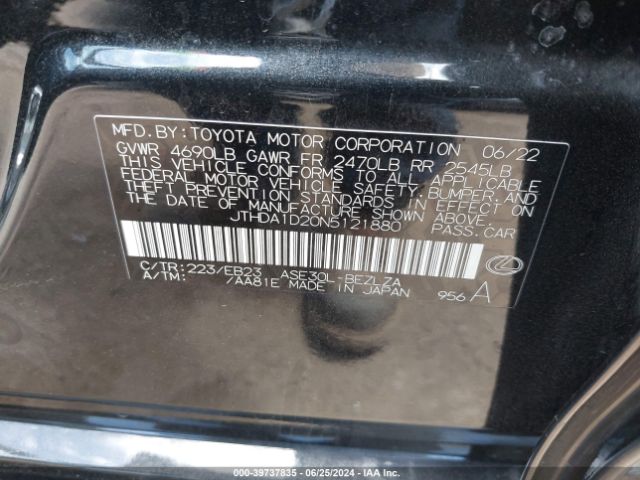 MFD. BY: TOYOTA MOTOR CORPORATION 06/22
GVWR 4690LB GAWR FR 2470LB RR 2545LB
THIS VEHICLE CONFORMS TO ALL APPLICABLE
FEDERAL MOTOR VEHICLE SAFETY, BUMPER, AND
THEFT PREVENTION STANDARDS IN EFFECT ON
THE DATE OF MANUFACTURE SHOWN ABOVE.
JTHDA1D20N5121880 PASS. CAR
C/TR: 223/EB23 ASE30L-BEZLZA
A/TM: /AA81E MADE IN JAPAN 956 A
000-39737835 - 06/25/2024 - IAA Inc.